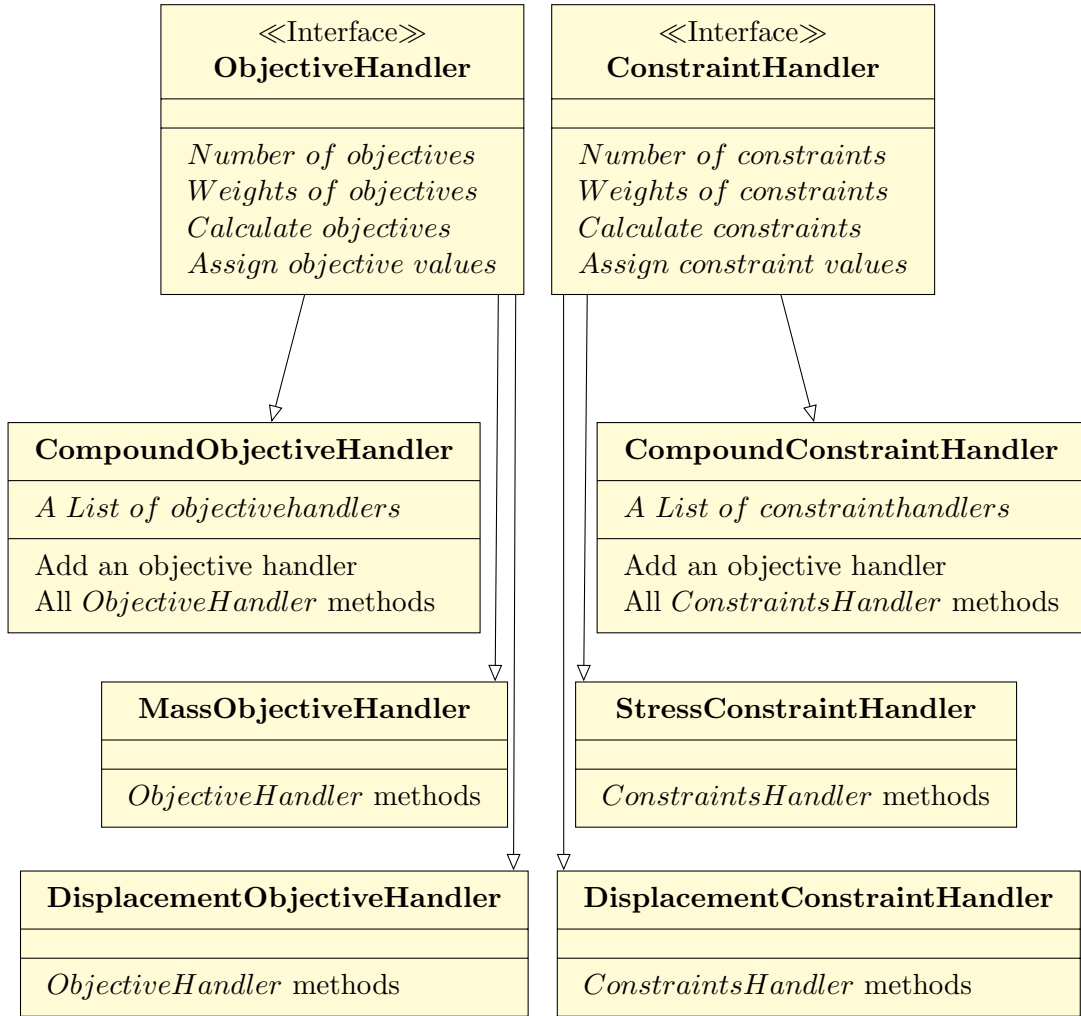 ≪Interface≫
ObjectiveHandler
Number of objectives
Weights of objectives
Calculate objectives
Assign objective values
≪Interface≫
ConstraintHandler
Number of constraints
Weights of constraints
Calculate constraints
Assign constraint values
CompoundObjectiveHandler
A List of objectivehandlers
Add an objective handler
All ObjectiveHandler methods
CompoundConstraintHandler
A List of constrainthandlers
Add an objective handler
All ConstraintsHandler methods
MassObjectiveHandler
ObjectiveHandler methods
StressConstraintHandler
ConstraintsHandler methods
DisplacementObjectiveHandler
ObjectiveHandler methods
DisplacementConstraintHandler
ConstraintsHandler methods